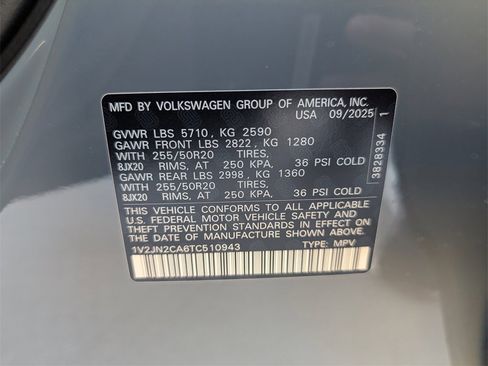 MFD BY VOLKSWAGEN GROUP OF AMERICA, INC.
USA 09/2025
GVWR LBS 5710, KG 2590
GAWR FRONT LBS 2822, KG 1280
WITH 255/50R20 TIRES,
8JX20 RIMS, AT 250 KPA, 36 PSI COLD
GAWR REAR LBS 2998, KG 1360
WITH 255/50R20 TIRES,
8JX20 RIMS, AT 250 KPA, 36 PSI COLD
THIS VEHICLE CONFORMS TO ALL APPLICABLE
U.S. FEDERAL MOTOR VEHICLE SAFETY AND
THEFT PREVENTION STANDARDS IN EFFECT ON THE
DATE OF MANUFACTURE SHOWN ABOVE.
1V2JN2CA6TC510943 TYPE: MPV
3828334 1